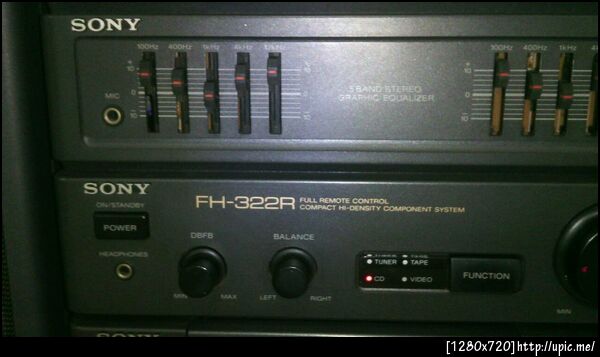 SONY
100Hz 400Hz 1kHz 4kHz 12kHz
100Hz 400Hz 1kHz
MIC
5 BAND STEREO
GRAPHIC EQUALIZER
SONY
ON/STANDBY
POWER
HEADPHONES
FH-322R
FULL REMOTE CONTROL
COMPACT HI-DENSITY COMPONENT SYSTEM
DBFB
MIN MAX
BALANCE
LEFT RIGHT
TUNER TAPE
CD VIDEO
FUNCTION
MIN
SONY
[1280x720]http://upic.me/